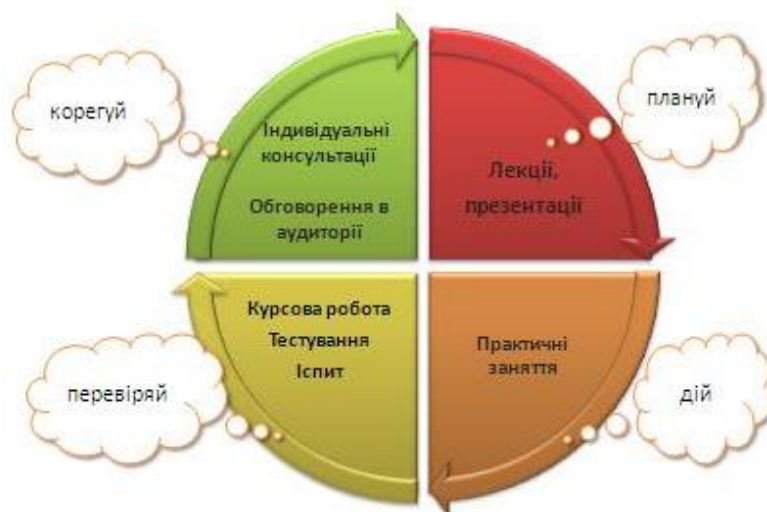 корегуй
Індивідуальні
консультації
Обговорення в
аудиторії
плануй
Лекції,
презентації
перевіряй
Курсова робота
Тестування
Іспит
Практичні
заняття
дій